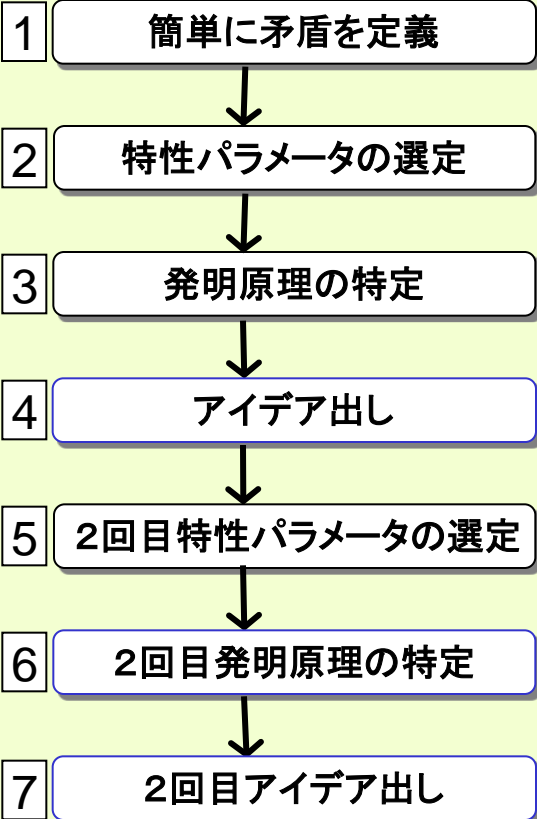 1 簡単に矛盾を定義
2 特性パラメータの選定
3 発明原理の特定
4 アイデア出し
5 ２回目特性パラメータの選定
6 ２回目発明原理の特定
7 ２回目アイデア出し